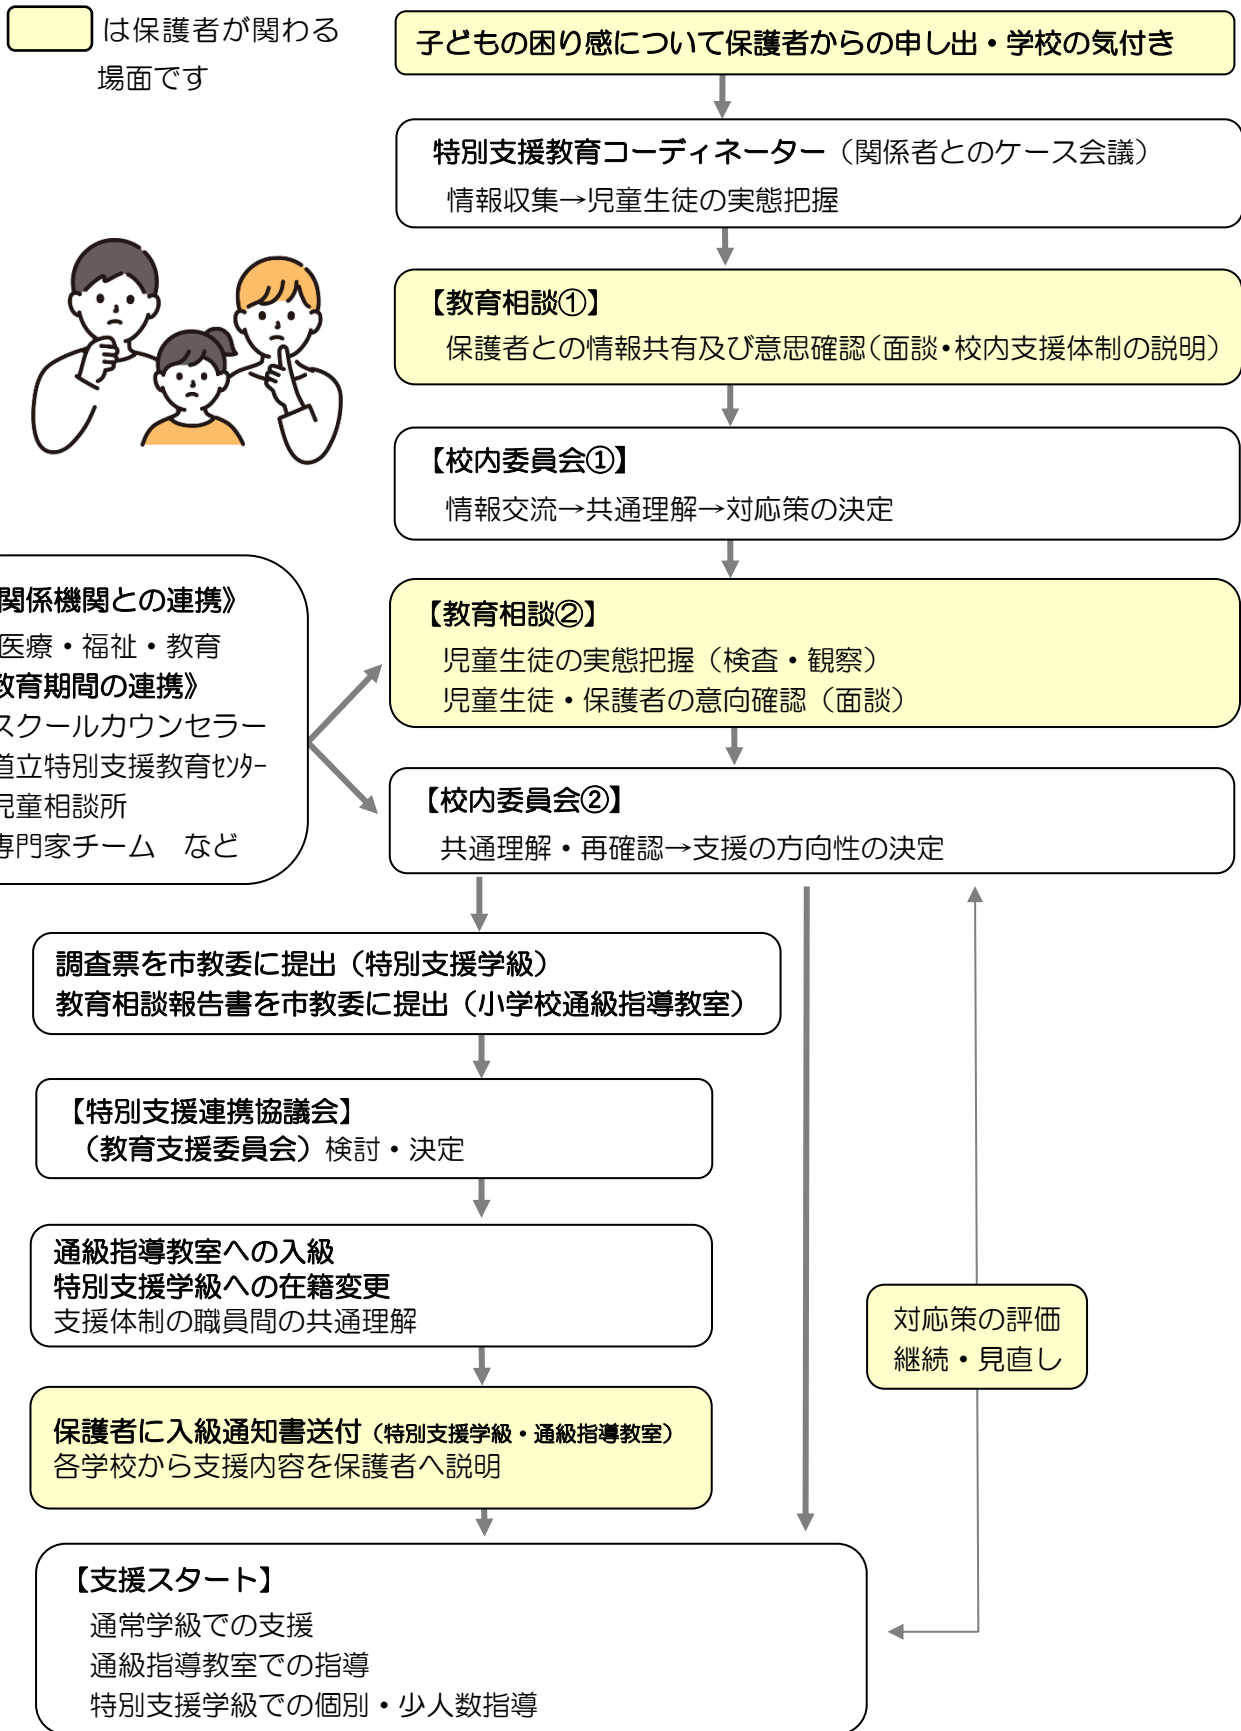 は保護者が関わる
場面です
子どもの困り感について保護者からの申し出・学校の気付き
特別支援教育コーディネーター（関係者とのケース会議）
情報収集→児童生徒の実態把握
【教育相談①】
保護者との情報共有及び意思確認（面談・校内支援体制の説明）
【校内委員会①】
情報交流→共通理解→対応策の決定
関係機関との連携》
医療・福祉・教育
教育期間の連携》
スクールカウンセラー
道立特別支援教育ｾﾝﾀｰ
児童相談所
専門家チーム　など
【教育相談②】
児童生徒の実態把握（検査・観察）
児童生徒・保護者の意向確認（面談）
【校内委員会②】
共通理解・再確認→支援の方向性の決定
調査票を市教委に提出（特別支援学級）
教育相談報告書を市教委に提出（小学校通級指導教室）
【特別支援連携協議会】
（教育支援委員会）検討・決定
通級指導教室への入級
特別支援学級への在籍変更
支援体制の職員間の共通理解
対応策の評価
継続・見直し
保護者に入級通知書送付（特別支援学級・通級指導教室）
各学校から支援内容を保護者へ説明
【支援スタート】
通常学級での支援
通級指導教室での指導
特別支援学級での個別・少人数指導